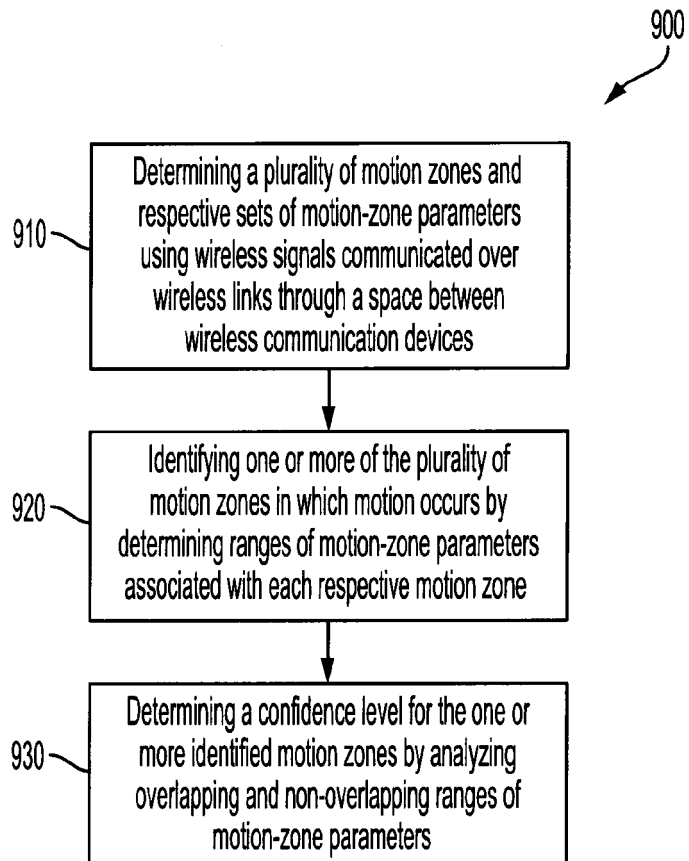 900
Determining a plurality of motion zones and
respective sets of motion-zone parameters
910
using wireless signals communicated over
wireless links through a space between
wireless communication devices
Identifying one or more of the plurality of
motion zones in which motion occurs by
920
determining ranges of motion-zone parameters
associated with each respective motion zone
Determining a confidence level for the one or
more identified motion zones by analyzing
930
overlapping and non-overlapping ranges of
motion-zone parameters